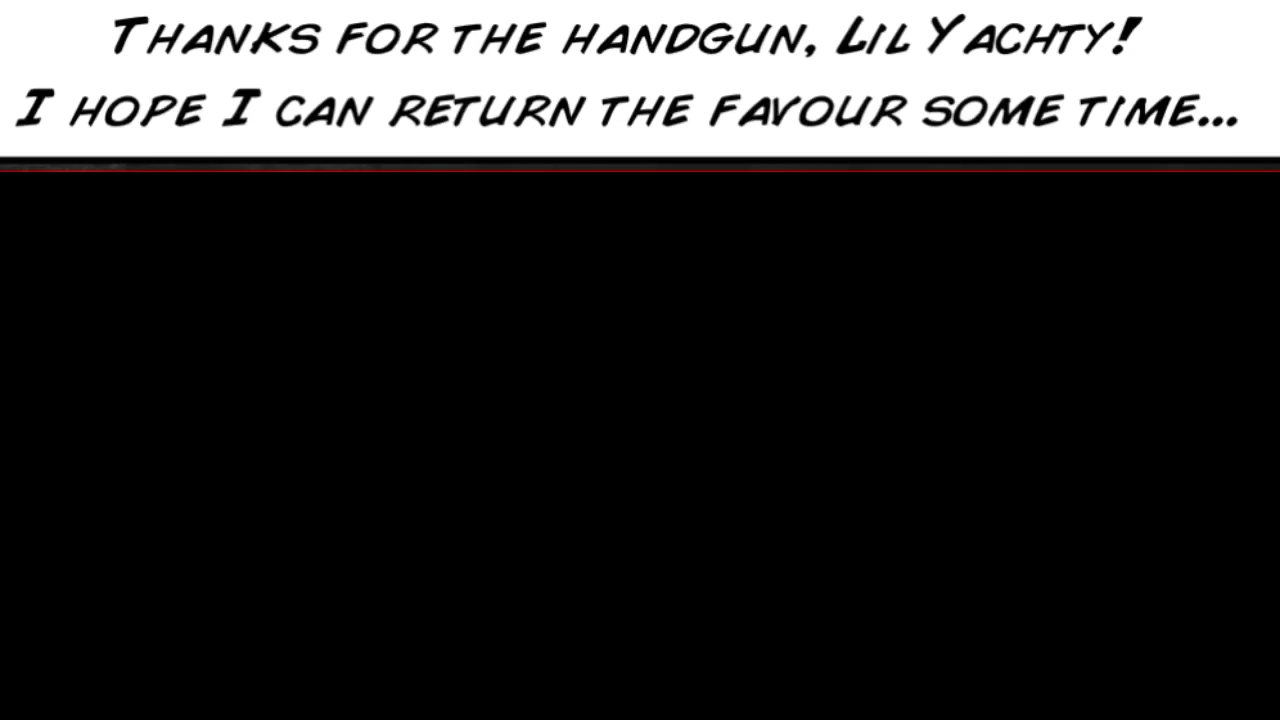 Thanks for the handgun, Lil Yachty!
I hope I can return the favour some time...